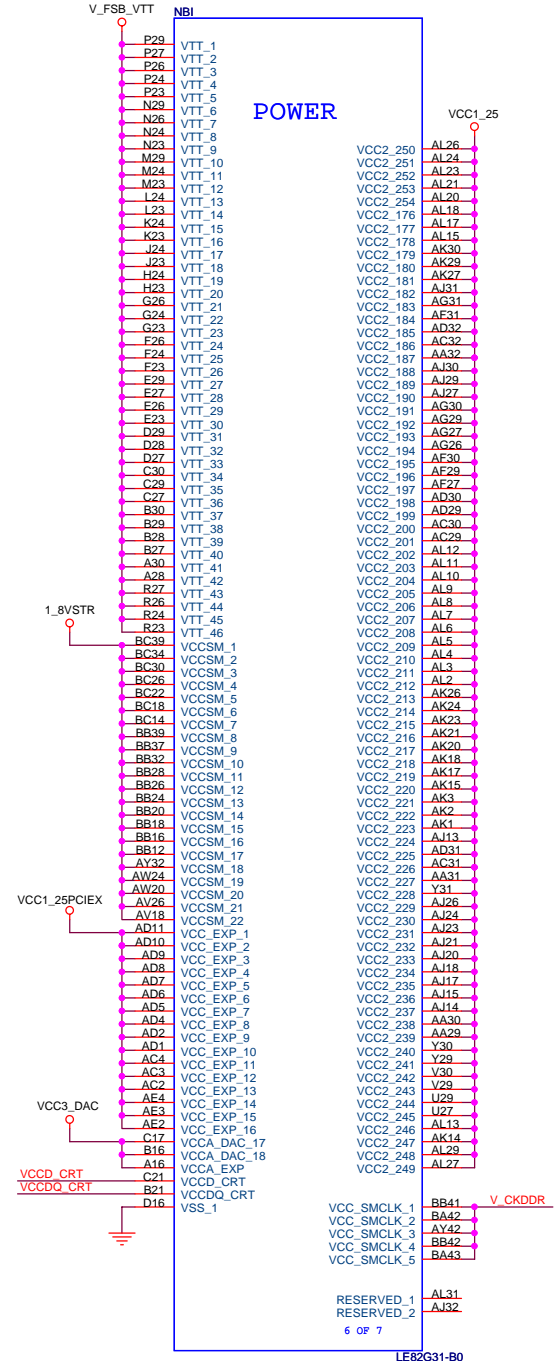 V_FSB_VTT
NBI
POWER
P29 VTT_1
P27 VTT_2
P26 VTT_3
P24 VTT_4
P23 VTT_5
N29 VTT_6
N26 VTT_7
N24 VTT_8
N23 VTT_9
M29 VTT_10
M24 VTT_11
M23 VTT_12
L24 VTT_13
L23 VTT_14
K24 VTT_15
K23 VTT_16
J24 VTT_17
J23 VTT_18
H24 VTT_19
H23 VTT_20
G26 VTT_21
G24 VTT_22
G23 VTT_23
F26 VTT_24
F24 VTT_25
F23 VTT_26
E29 VTT_27
E27 VTT_28
E26 VTT_29
E23 VTT_30
D29 VTT_31
D28 VTT_32
D27 VTT_33
C30 VTT_34
C29 VTT_35
C27 VTT_36
B30 VTT_37
B29 VTT_38
B28 VTT_39
B27 VTT_40
A30 VTT_41
A28 VTT_42
R27 VTT_43
R26 VTT_44
R24 VTT_45
R23 VTT_46
1_8VSTR
BC39 VCCSM_1
BC34 VCCSM_2
BC30 VCCSM_3
BC26 VCCSM_4
BC22 VCCSM_5
BC18 VCCSM_6
BC14 VCCSM_7
BB39 VCCSM_8
BB37 VCCSM_9
BB32 VCCSM_10
BB28 VCCSM_11
BB26 VCCSM_12
BB24 VCCSM_13
BB20 VCCSM_14
BB18 VCCSM_15
BB16 VCCSM_16
BB12 VCCSM_17
AY32 VCCSM_18
AW24 VCCSM_19
AW20 VCCSM_20
AV26 VCCSM_21
AV18 VCCSM_22
VCC1_25PCIEX
AD11 VCC_EXP_1
AD10 VCC_EXP_2
AD9 VCC_EXP_3
AD8 VCC_EXP_4
AD7 VCC_EXP_5
AD6 VCC_EXP_6
AD5 VCC_EXP_7
AD4 VCC_EXP_8
AD2 VCC_EXP_9
AD1 VCC_EXP_10
AC4 VCC_EXP_11
AC3 VCC_EXP_12
AC2 VCC_EXP_13
AE4 VCC_EXP_14
AE3 VCC_EXP_15
AE2 VCC_EXP_16
VCC3_DAC
C17 VCCA_DAC_17
B16 VCCA_DAC_18
A16 VCCA_EXP
VCCD_CRT C21 VCCD_CRT
VCCDQ_CRT B21 VCCDQ_CRT
D16 VSS_1
VCC1_25
VCC2_250 AL26
VCC2_251 AL24
VCC2_252 AL23
VCC2_253 AL21
VCC2_254 AL20
VCC2_176 AL18
VCC2_177 AL17
VCC2_178 AL15
VCC2_179 AK30
VCC2_180 AK29
VCC2_181 AK27
VCC2_182 AJ31
VCC2_183 AG31
VCC2_184 AF31
VCC2_185 AD32
VCC2_186 AC32
VCC2_187 AA32
VCC2_188 AJ30
VCC2_189 AJ29
VCC2_190 AJ27
VCC2_191 AG30
VCC2_192 AG29
VCC2_193 AG27
VCC2_194 AG26
VCC2_195 AF30
VCC2_196 AF29
VCC2_197 AF27
VCC2_198 AD30
VCC2_199 AD29
VCC2_200 AC30
VCC2_201 AC29
VCC2_202 AL12
VCC2_203 AL11
VCC2_204 AL10
VCC2_205 AL9
VCC2_206 AL8
VCC2_207 AL7
VCC2_208 AL6
VCC2_209 AL5
VCC2_210 AL4
VCC2_211 AL3
VCC2_212 AL2
VCC2_213 AK26
VCC2_214 AK24
VCC2_215 AK23
VCC2_216 AK21
VCC2_217 AK20
VCC2_218 AK18
VCC2_219 AK17
VCC2_220 AK15
VCC2_221 AK3
VCC2_222 AK2
VCC2_223 AK1
VCC2_224 AJ13
VCC2_225 AD31
VCC2_226 AC31
VCC2_227 AA31
VCC2_228 Y31
VCC2_229 AJ26
VCC2_230 AJ24
VCC2_231 AJ23
VCC2_232 AJ21
VCC2_233 AJ20
VCC2_234 AJ18
VCC2_235 AJ17
VCC2_236 AJ15
VCC2_237 AJ14
VCC2_238 AA30
VCC2_239 AA29
VCC2_240 Y30
VCC2_241 Y29
VCC2_242 V30
VCC2_243 V29
VCC2_244 U29
VCC2_245 U27
VCC2_246 AL13
VCC2_247 AK14
VCC2_248 AL29
VCC2_249 AL27
VCC_SMCLK_1 BB41 V_CKDDR
VCC_SMCLK_2 BA42
VCC_SMCLK_3 AY42
VCC_SMCLK_4 BB42
VCC_SMCLK_5 BA43
RESERVED_1 AL31
RESERVED_2 AJ32
6 OF 7
LE82G31-B0